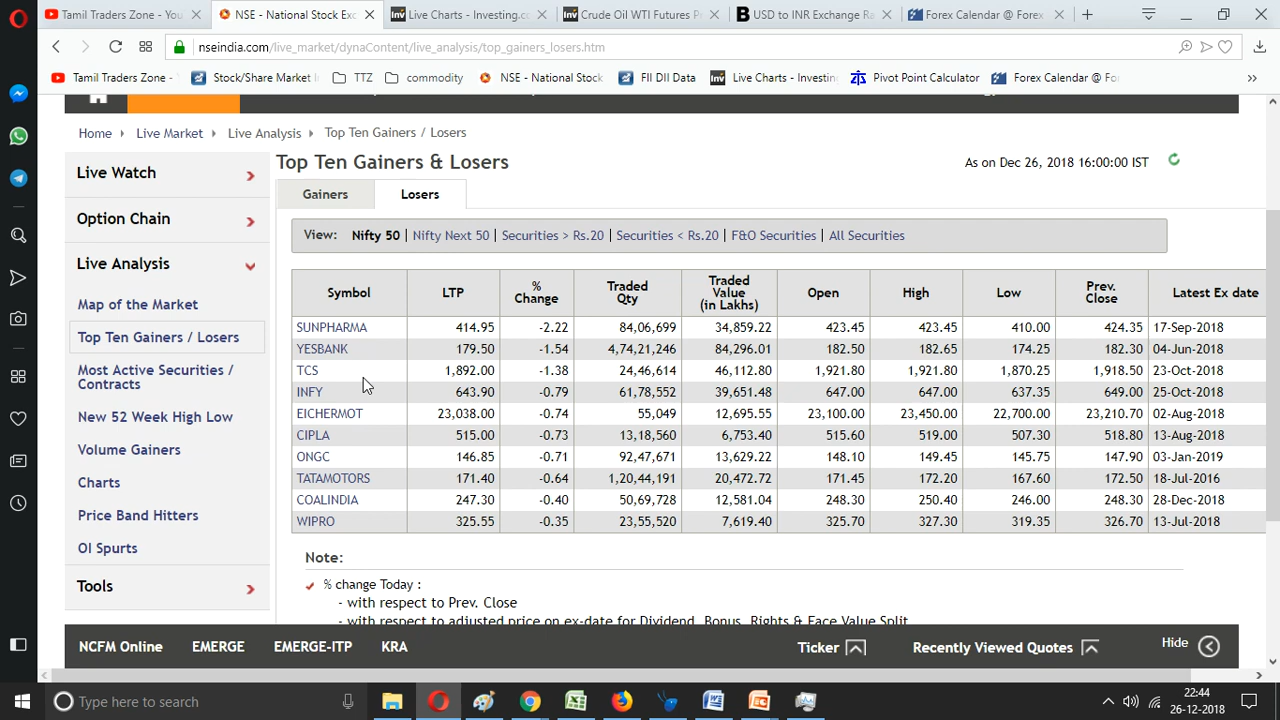 Tamil Traders Zone - You
NSE - National Stock Exc
Live Charts - Investing.co
Crude Oil WTI Futures P
USD to INR Exchange Ra
Forex Calendar @ Forex
nseindia.com/live_market/dynaContent/live_analysis/top_gainers_losers.htm
Tamil Traders Zone -
Stock/Share Market
TTZ
commodity
NSE - National Stock
FII DII Data
Live Charts - Investin
Pivot Point Calculator
Forex Calendar @ Fo
Home
Live Market
Live Analysis
Top Ten Gainers / Losers
Live Watch
Option Chain
Live Analysis
Map of the Market
Top Ten Gainers / Losers
Most Active Securities /
Contracts
New 52 Week High Low
Volume Gainers
Charts
Price Band Hitters
OI Spurts
Tools
Top Ten Gainers & Losers
As on Dec 26, 2018 16:00:00 IST
Gainers
Losers
View: Nifty 50 | Nifty Next 50 | Securities > Rs.20 | Securities < Rs.20 | F&O Securities | All Securities
Symbol LTP % Change Traded Qty Traded Value (in Lakhs) Open High Low Prev. Close Latest Ex date
SUNPHARMA 414.95 -2.22 84,06,699 34,859.22 423.45 423.45 410.00 424.35 17-Sep-2018
YESBANK 179.50 -1.54 4,74,21,246 84,296.01 182.50 182.65 174.25 182.30 04-Jun-2018
TCS 1,892.00 -1.38 24,46,614 46,112.80 1,921.80 1,921.80 1,870.25 1,918.50 23-Oct-2018
INFY 643.90 -0.79 61,78,552 39,651.48 647.00 647.00 637.35 649.00 25-Oct-2018
EICHERMOT 23,038.00 -0.74 55,049 12,695.55 23,100.00 23,450.00 22,700.00 23,210.70 02-Aug-2018
CIPLA 515.00 -0.73 13,18,560 6,753.40 515.60 519.00 507.30 518.80 13-Aug-2018
ONGC 146.85 -0.71 92,47,671 13,629.22 148.10 149.45 145.75 147.90 03-Jan-2019
TATAMOTORS 171.40 -0.64 1,20,44,191 20,472.72 171.45 172.20 167.60 172.50 18-Jul-2016
COALINDIA 247.30 -0.40 50,69,728 12,581.04 248.30 250.40 246.00 248.30 28-Dec-2018
WIPRO 325.55 -0.35 23,55,520 7,619.40 325.70 327.30 319.35 326.70 13-Jul-2018
Note:
% change Today :
- with respect to Prev. Close
- with respect to adjusted price on ex-date for Dividend, Bonus, Rights & Face Value Split
NCFM Online
EMERGE
EMERGE-ITP
KRA
Ticker
Recently Viewed Quotes
Hide
Type here to search
22:44
26-12-2018